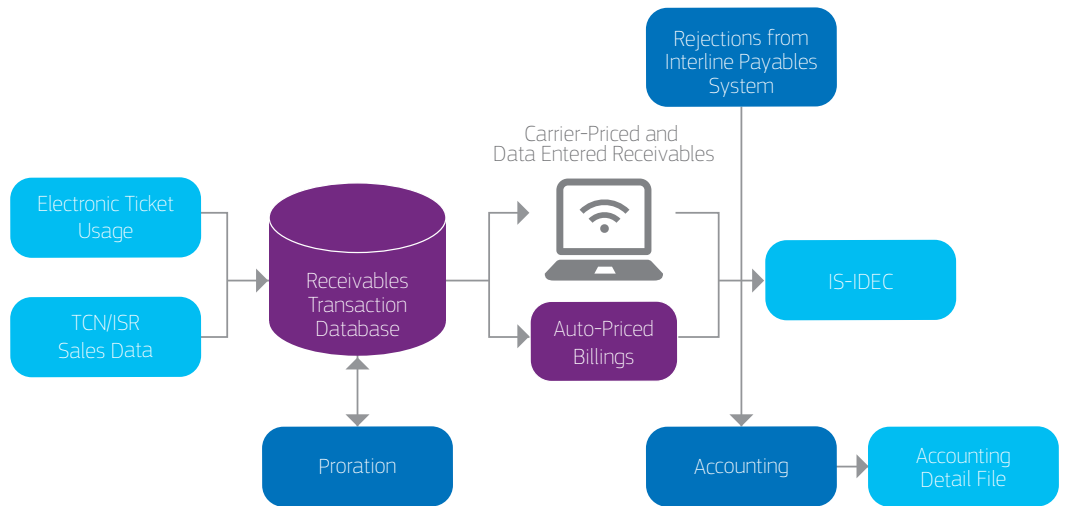 Rejections from
Interline Payables
System
Carrier-Priced and
Data Entered Receivables
Electronic Ticket
Usage
TCN/ISR
Sales Data
Receivables
Transaction
Database
Auto-Priced
Billings
IS-IDEC
Proration
Accounting
Accounting
Detail File